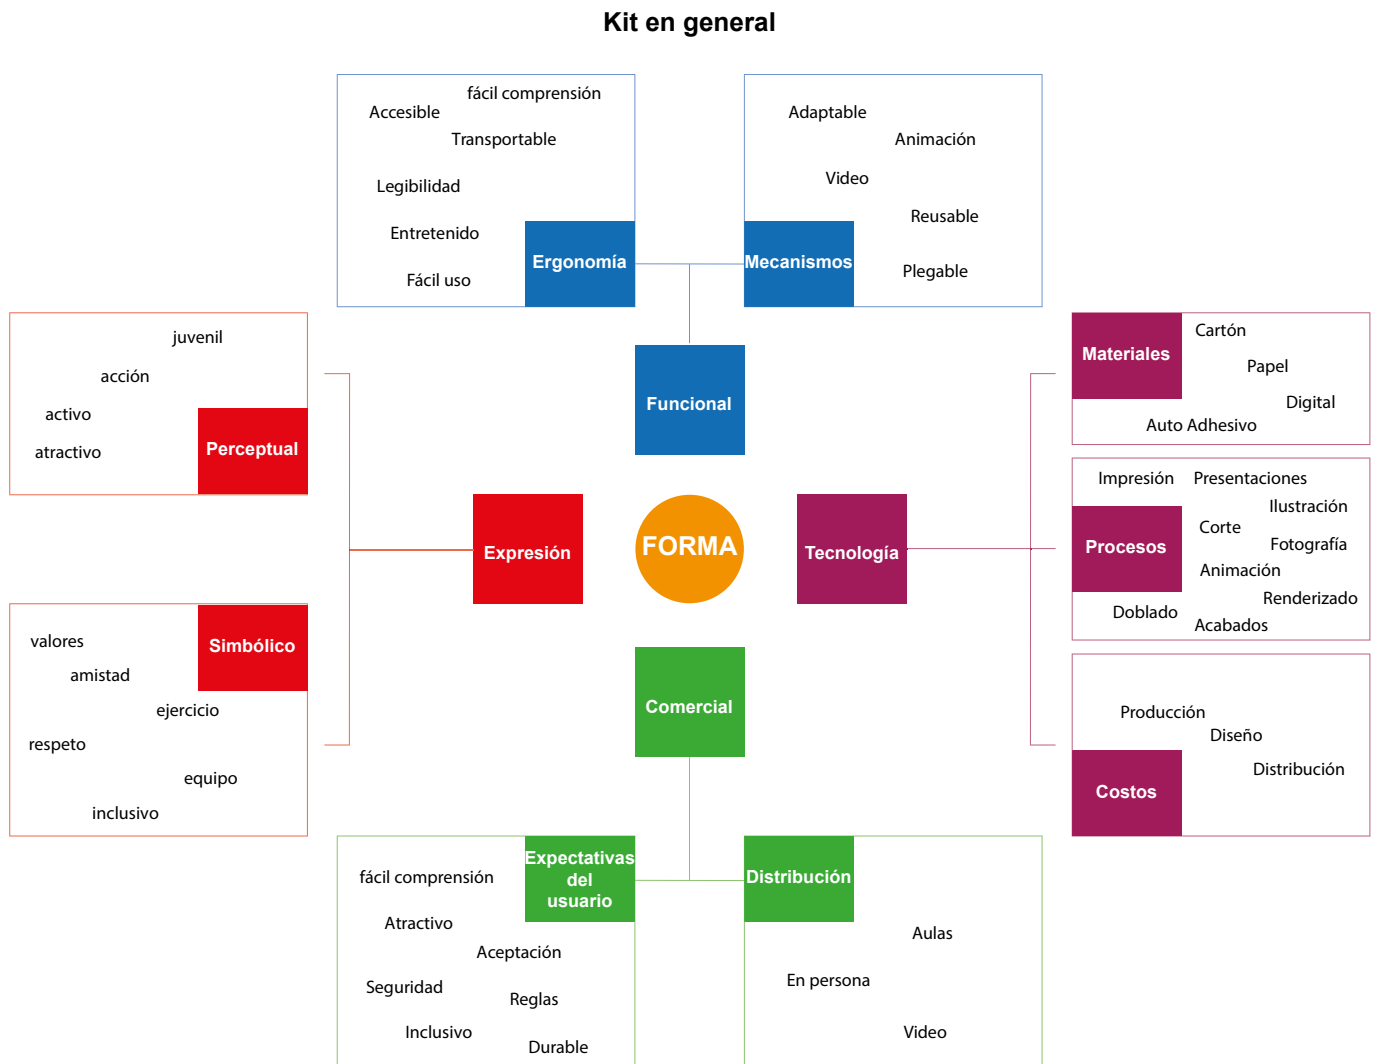 Kit en general
fácil comprensión
Accesible
Transportable
Legibilidad
Entretenido
Fácil uso
Ergonomía
Adaptable
Animación
Video
Reusable
Plegable
Mecanismos
Funcional
juvenil
acción
activo
atractivo
Perceptual
Expresión
Simbólico
valores
amistad
ejercicio
respeto
equipo
inclusivo
FORMA
Tecnología
Materiales
Cartón
Papel
Digital
Auto Adhesivo
Impresión
Presentaciones
Ilustración
Corte
Procesos
Fotografía
Animación
Renderizado
Doblado
Acabados
Producción
Diseño
Distribución
Costos
Comercial
Expectativas
del
usuario
fácil comprensión
Atractivo
Aceptación
Seguridad
Reglas
Inclusivo
Durable
Distribución
Aulas
En persona
Video